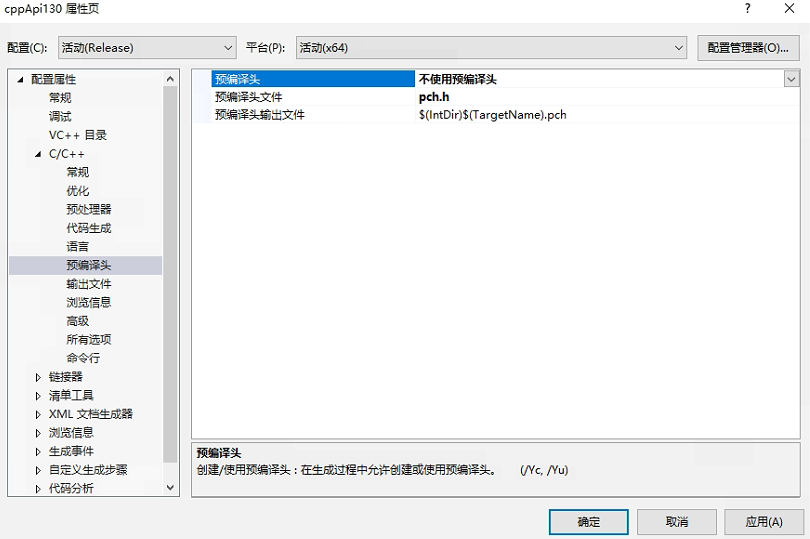 cppApi130 属性页
?
配置(C):
活动(Release)
平台(P):
活动(x64)
配置管理器(O)...
配置属性
常规
调试
VC++ 目录
C/C++
常规
优化
预处理器
代码生成
语言
预编译头
输出文件
浏览信息
高级
所有选项
命令行
链接器
清单工具
XML 文档生成器
浏览信息
生成事件
自定义生成步骤
代码分析
预编译头 不使用预编译头
预编译头文件 pch.h
预编译头输出文件 $(IntDir)$(TargetName).pch
预编译头
创建/使用预编译头：在生成过程中允许创建或使用预编译头。 (/Yc, /Yu)
确定
取消
应用(A)